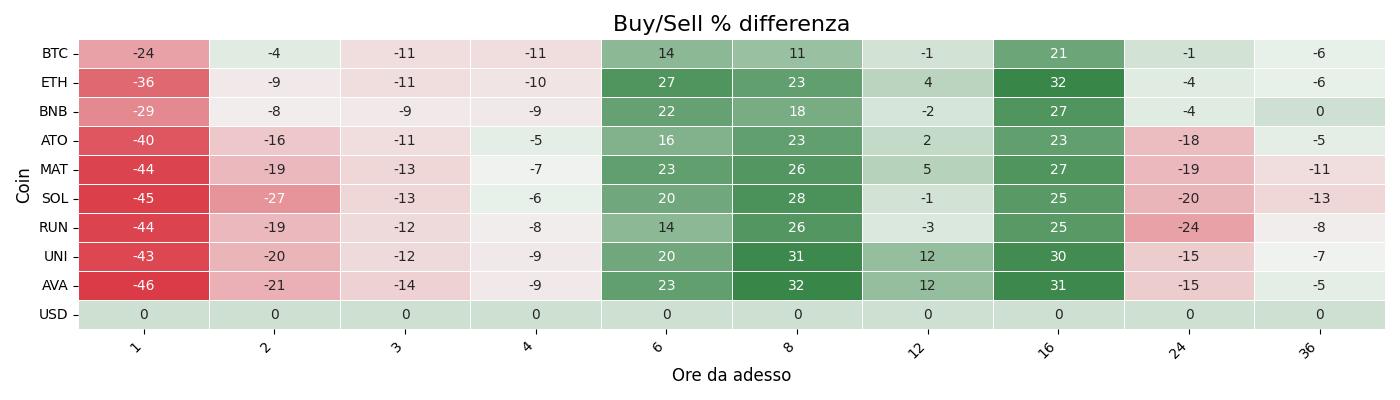 Buy/Sell % differenza
Coin
BTC -24 -4 -11 -11 14 11 -1 21 -1 -6
ETH -36 -9 -11 -10 27 23 4 32 -4 -6
BNB -29 -8 -9 -9 22 18 -2 27 -4 0
ATO -40 -16 -11 -5 16 23 2 23 -18 -5
MAT -44 -19 -13 -7 23 26 5 27 -19 -11
SOL -45 -27 -13 -6 20 28 -1 25 -20 -13
RUN -44 -19 -12 -8 14 26 -3 25 -24 -8
UNI -43 -20 -12 -9 20 31 12 30 -15 -7
AVA -46 -21 -14 -9 23 32 12 31 -15 -5
USD 0 0 0 0 0 0 0 0 0 0
1 2 3 4 6 8 12 16 24 36
Ore da adesso